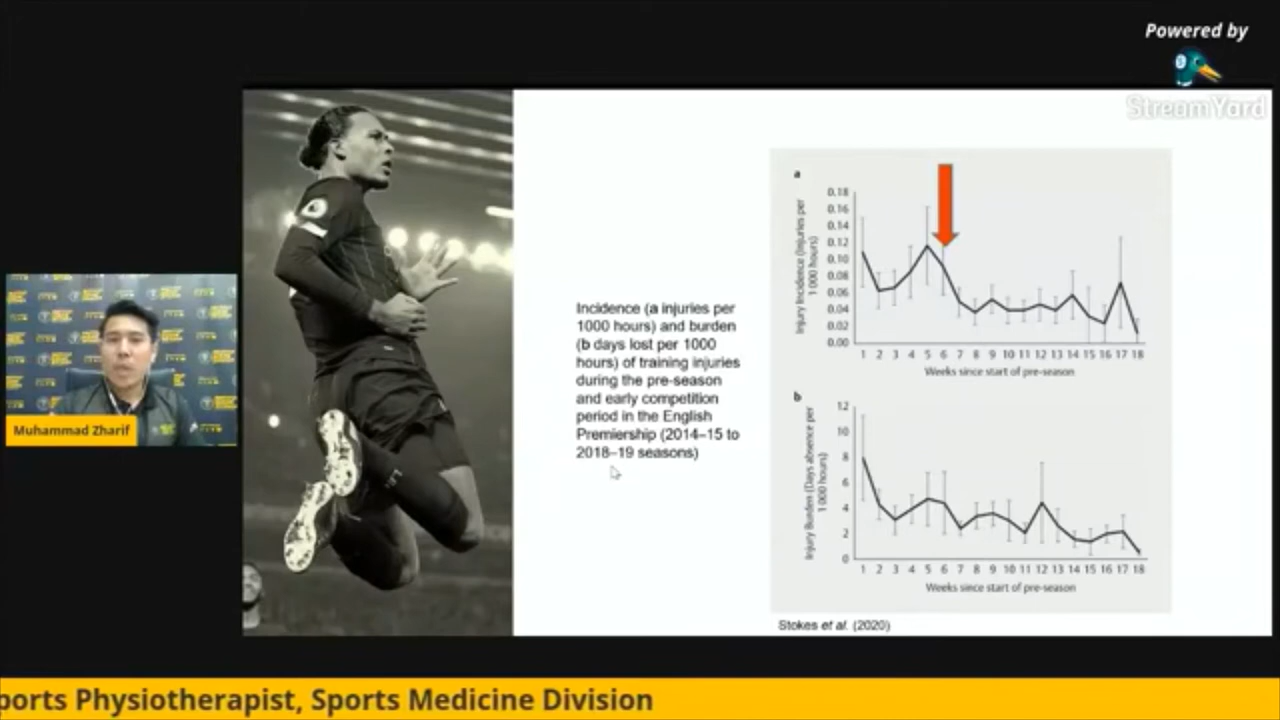 Powered by
StreamYard
Muhammad Zharif
Incidence (a injuries per
1000 hours) and burden
(b days lost per 1000
hours) of training injuries
during the pre-season
and early competition
period in the English
Premiership (2014–15 to
2018–19 seasons)
a
Injury Incidence (Injuries per
1 000 hours)
0.18
0.16
0.14
0.12
0.10
0.08
0.06
0.04
0.02
0.00
1 2 3 4 5 6 7 8 9 10 11 12 13 14 15 16 17 18
Weeks since start of pre-season
b
Injury Burden (Days absence per
1 000 hours)
12
10
8
6
4
2
0
1 2 3 4 5 6 7 8 9 10 11 12 13 14 15 16 17 18
Weeks since start of pre-season
Stokes et al. (2020)
ports Physiotherapist, Sports Medicine Division